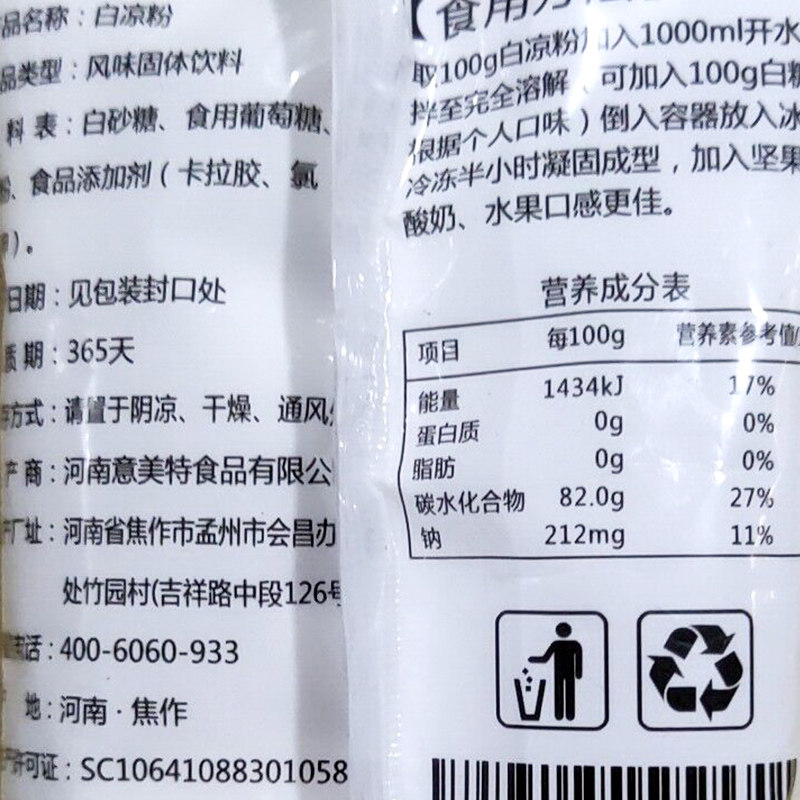 品名称：白凉粉
品类型：风味固体饮料
料 表：白砂糖、食用葡萄糖、
、食品添加剂（卡拉胶、氯
）。
日期：见包装封口处
质 期：365天
存方式：请置于阴凉、干燥、通风
产 商：河南意美特食品有限公
厂址：河南省焦作市孟州市会昌办
处竹园村(吉祥路中段126号
电话：400-6060-933
地：河南·焦作
产许可证：SC10641088301058
【食用方
取100g白凉粉加入1000ml开水
拌至完全溶解，可加入100g白糖
根据个人口味）倒入容器放入冰
冷冻半小时凝固成型，加入坚果
酸奶、水果口感更佳。
营养成分表
项目 每100g 营养素参考值
能量 1434kJ 17%
蛋白质 0g 0%
脂肪 0g 0%
碳水化合物 82.0g 27%
钠 212mg 11%